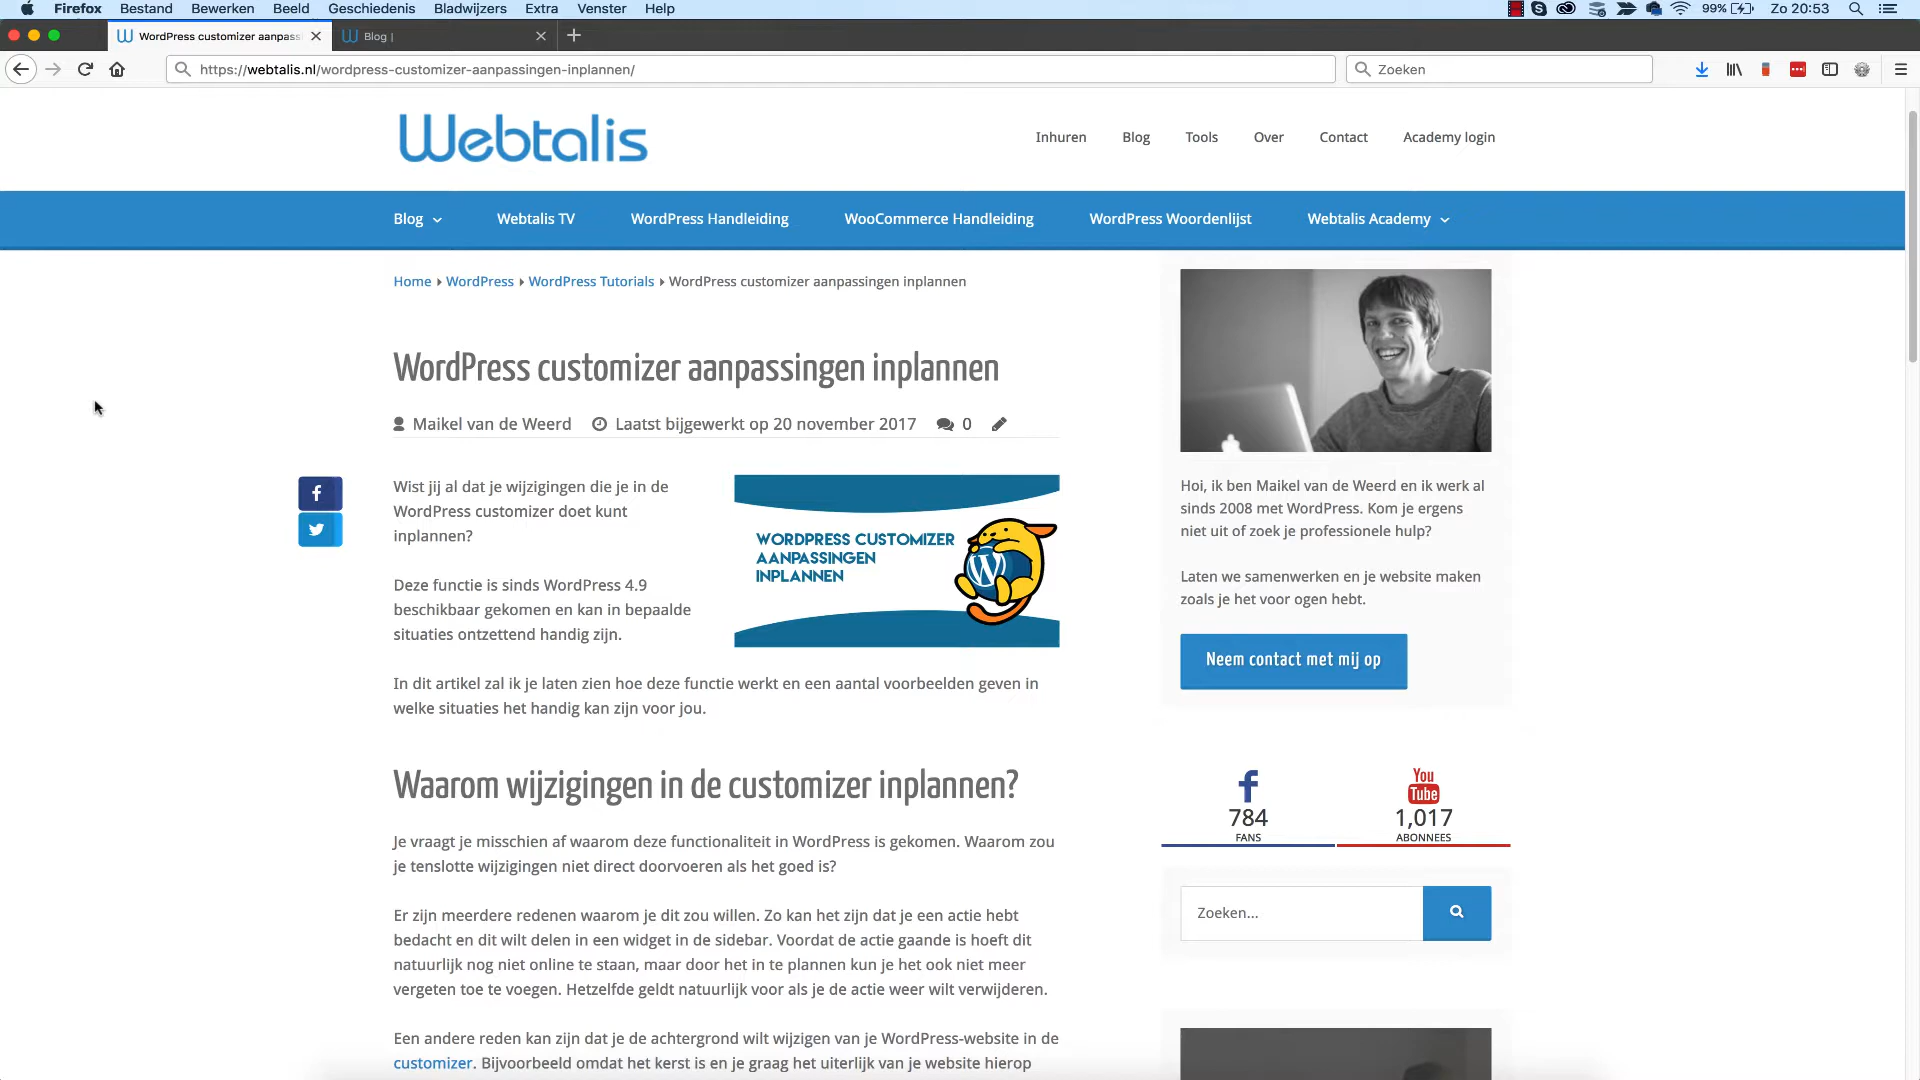 Firefox Bestand Bewerken Beeld Geschiedenis Bladwijzers Extra Venster Help 99% Zo 20:53
WordPress customizer aanpass Blog |
https://webtalis.nl/wordpress-customizer-aanpassingen-inplannen/ Zoeken
Webtalis
Inhuren Blog Tools Over Contact Academy login
Blog Webtalis TV WordPress Handleiding WooCommerce Handleiding WordPress Woordenlijst Webtalis Academy
Home WordPress WordPress Tutorials WordPress customizer aanpassingen inplannen
WordPress customizer aanpassingen inplannen
Maikel van de Weerd Laatst bijgewerkt op 20 november 2017 0
Wist jij al dat je wijzigingen die je in de
WordPress customizer doet kunt
inplannen?
WORDPRESS CUSTOMIZER
AANPASSINGEN
INPLANNEN
Deze functie is sinds WordPress 4.9
beschikbaar gekomen en kan in bepaalde
situaties ontzettend handig zijn.
In dit artikel zal ik je laten zien hoe deze functie werkt en een aantal voorbeelden geven in
welke situaties het handig kan zijn voor jou.
Waarom wijzigingen in de customizer inplannen?
Je vraagt je misschien af waarom deze functionaliteit in WordPress is gekomen. Waarom zou
je tenslotte wijzigingen niet direct doorvoeren als het goed is?
Er zijn meerdere redenen waarom je dit zou willen. Zo kan het zijn dat je een actie hebt
bedacht en dit wilt delen in een widget in de sidebar. Voordat de actie gaande is hoeft dit
natuurlijk nog niet online te staan, maar door het in te plannen kun je het ook niet meer
vergeten toe te voegen. Hetzelfde geldt natuurlijk voor als je de actie weer wilt verwijderen.
Een andere reden kan zijn dat je de achtergrond wilt wijzigen van je WordPress-website in de
customizer. Bijvoorbeeld omdat het kerst is en je graag het uiterlijk van je website hierop
Hoi, ik ben Maikel van de Weerd en ik werk al
sinds 2008 met WordPress. Kom je ergens
niet uit of zoek je professionele hulp?
Laten we samenwerken en je website maken
zoals je het voor ogen hebt.
Neem contact met mij op
784
FANS
You
Tube
1,017
ABONNEES
Zoeken...